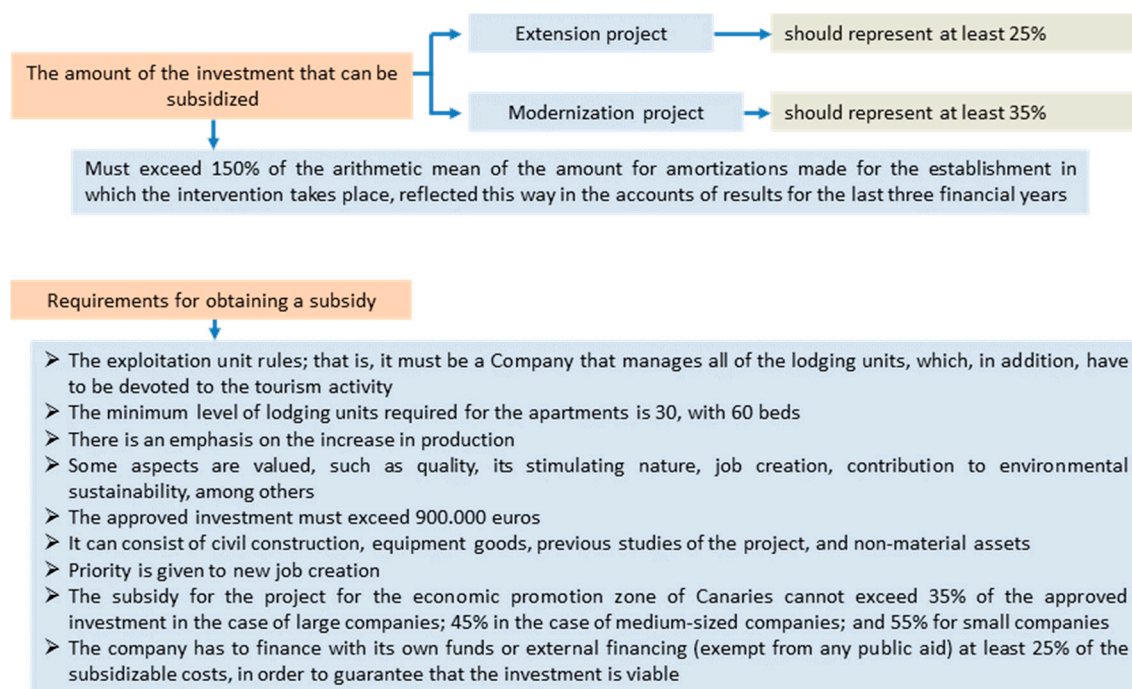 Extension project
should represent at least 25%
The amount of the investment that can be
subsidized
Modernization project
should represent at least 35%
Must exceed 150% of the arithmetic mean of the amount for amortizations made for the establishment in
which the intervention takes place, reflected this way in the accounts of results for the last three financial years
Requirements for obtaining a subsidy
➢ The exploitation unit rules; that is, it must be a Company that manages all of the lodging units, which, in addition, have
to be devoted to the tourism activity
➢ The minimum level of lodging units required for the apartments is 30, with 60 beds
➢ There is an emphasis on the increase in production
➢ Some aspects are valued, such as quality, its stimulating nature, job creation, contribution to environmental
sustainability, among others
➢ The approved investment must exceed 900.000 euros
➢ It can consist of civil construction, equipment goods, previous studies of the project, and non-material assets
➢ Priority is given to new job creation
➢ The subsidy for the project for the economic promotion zone of Canaries cannot exceed 35% of the approved
investment in the case of large companies; 45% in the case of medium-sized companies; and 55% for small companies
➢ The company has to finance with its own funds or external financing (exempt from any public aid) at least 25% of the
subsidizable costs, in order to guarantee that the investment is viable